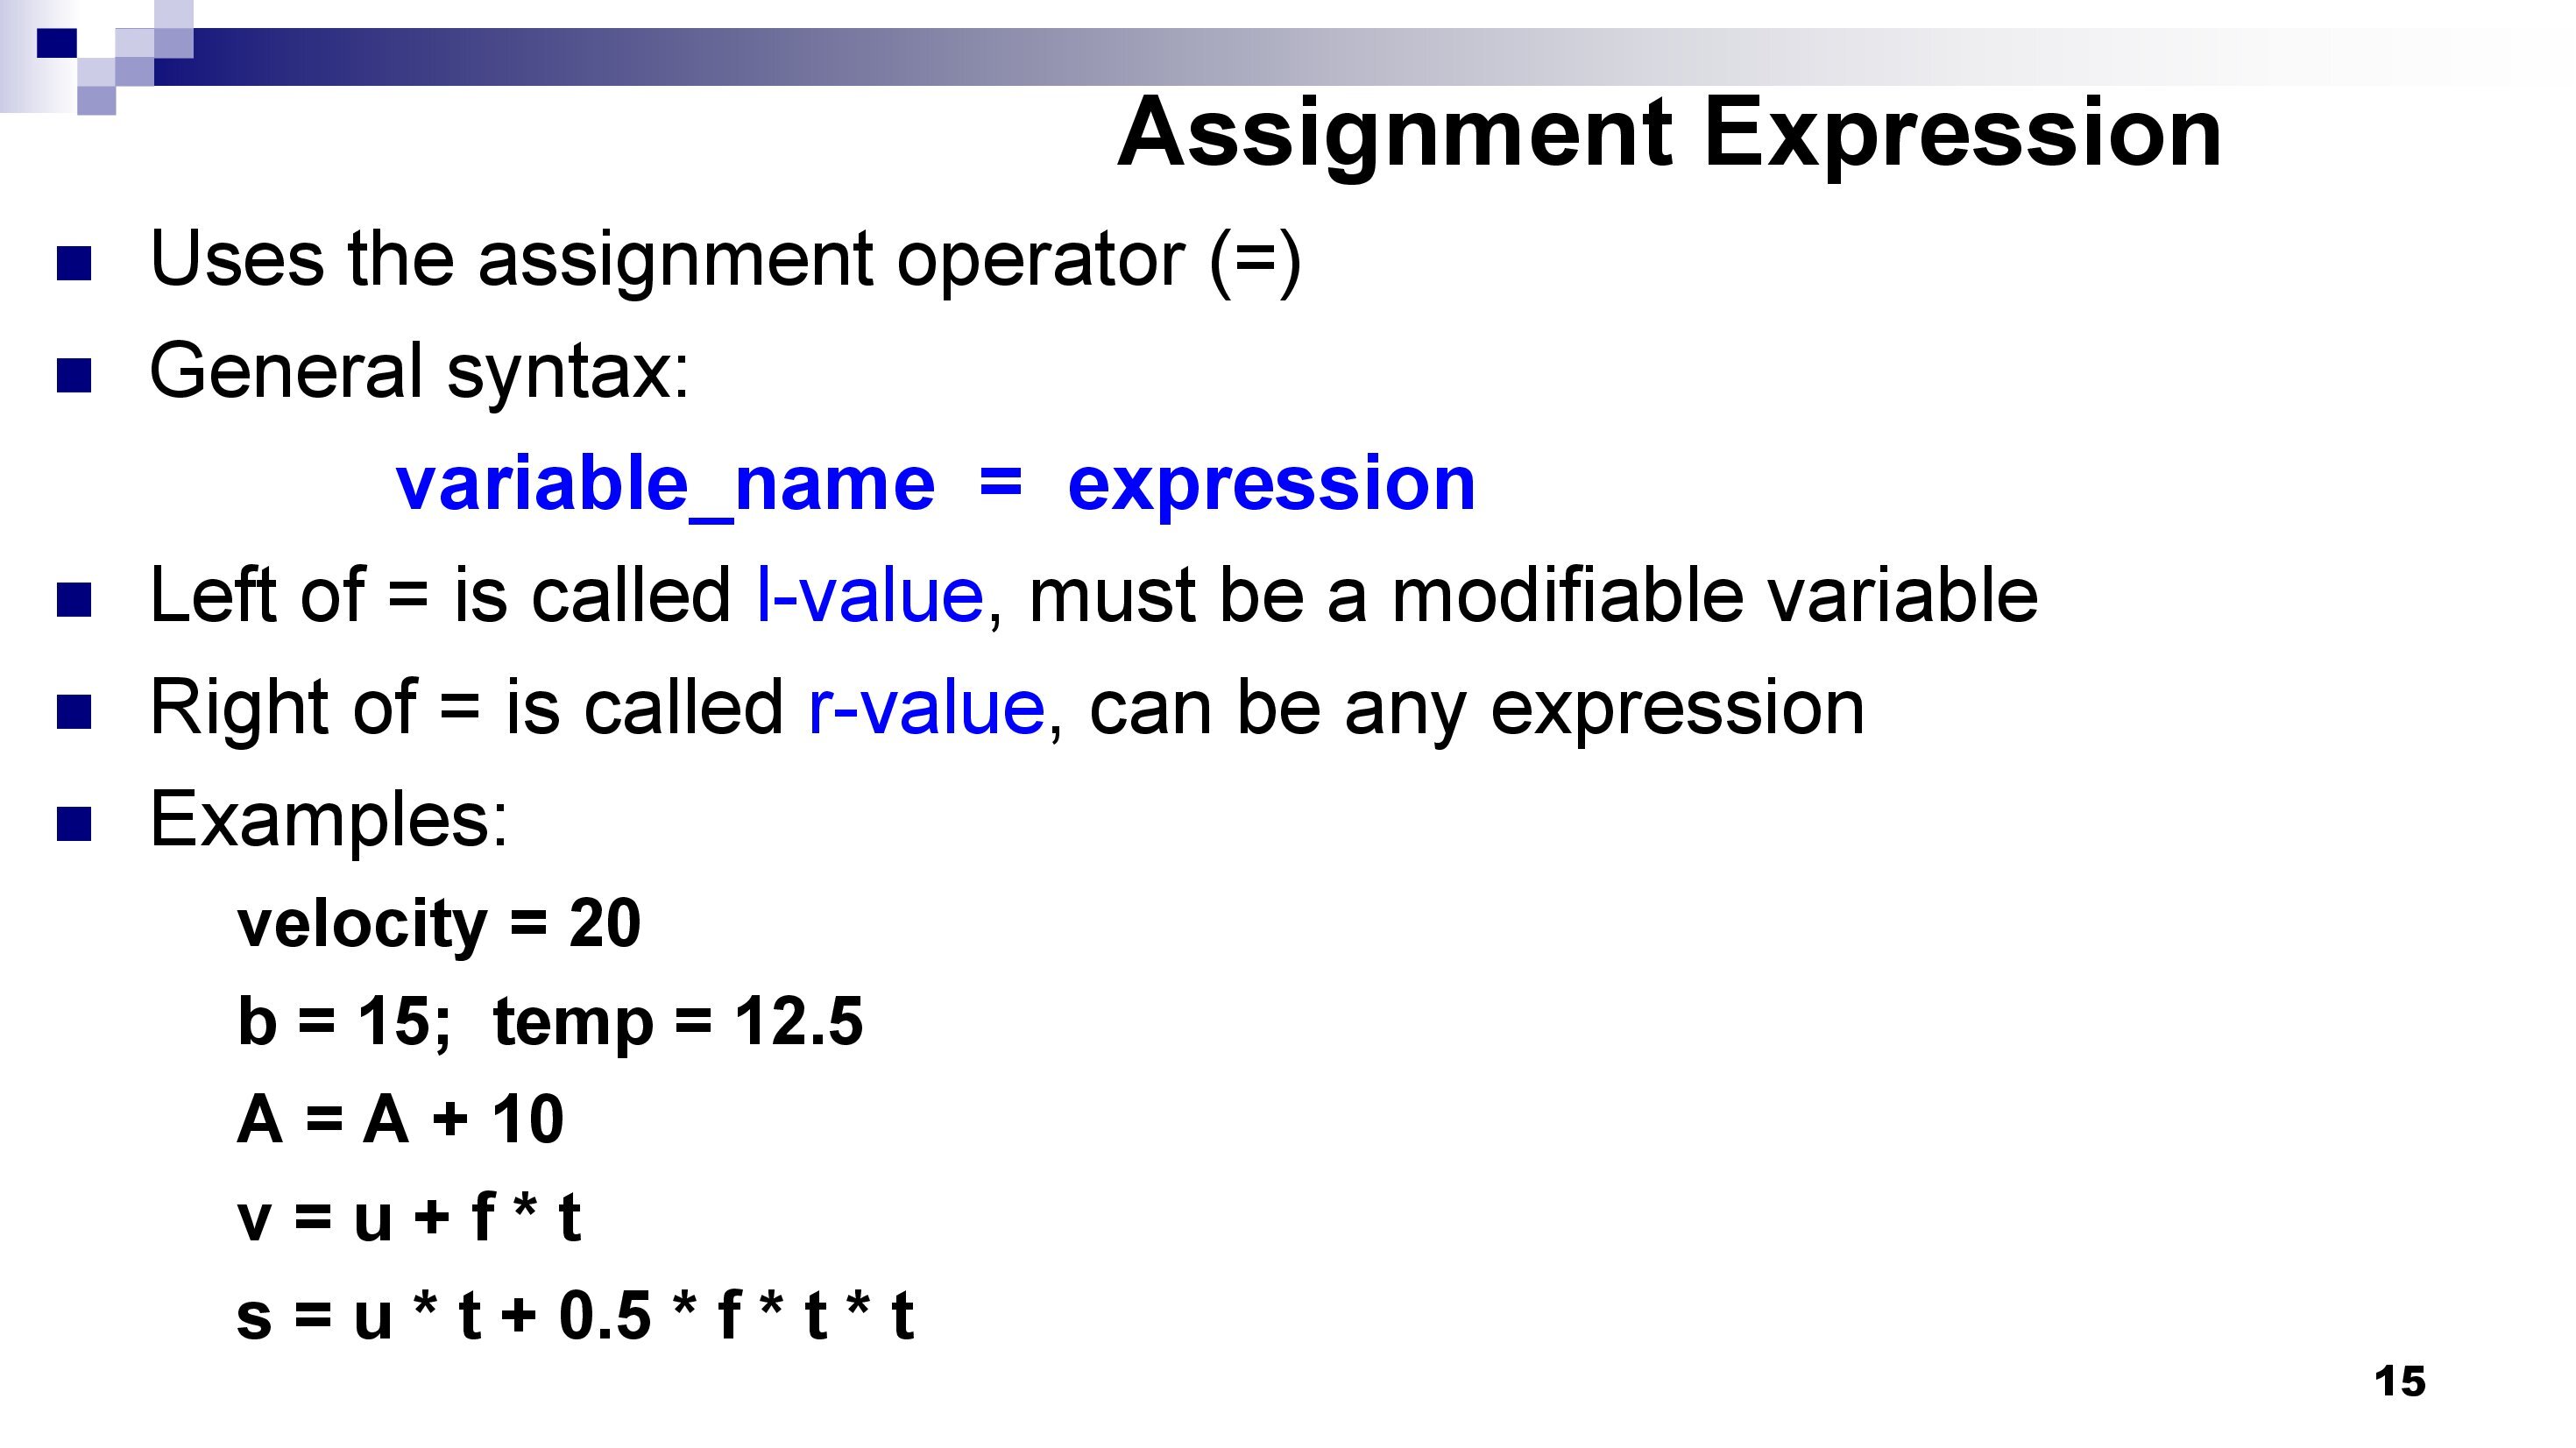 Assignment Expression
Uses the assignment operator (=)
General syntax:
variable_name = expression
Left of = is called l-value, must be a modifiable variable
Right of = is called r-value, can be any expression
Examples:
velocity = 20
b = 15; temp = 12.5
A = A + 10
v = u + f * t
s = u * t + 0.5 * f * t * t
15